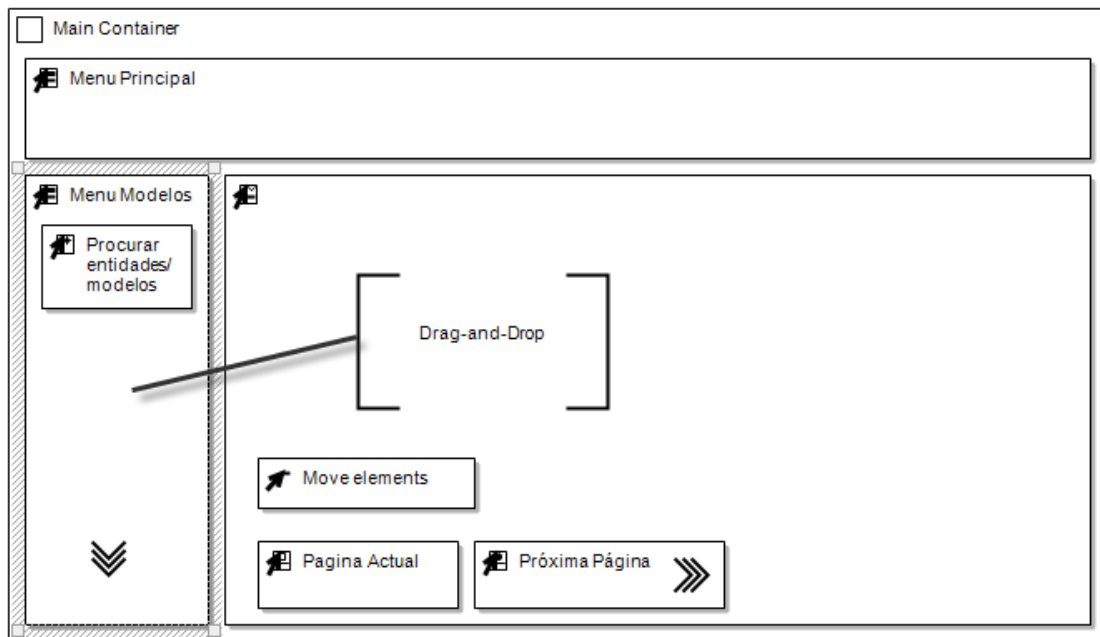 Main Container
Menu Principal
Menu Modelos
Procurar
entidades/
modelos
Drag-and-Drop
Move elements
Pagina Actual
Próxima Página